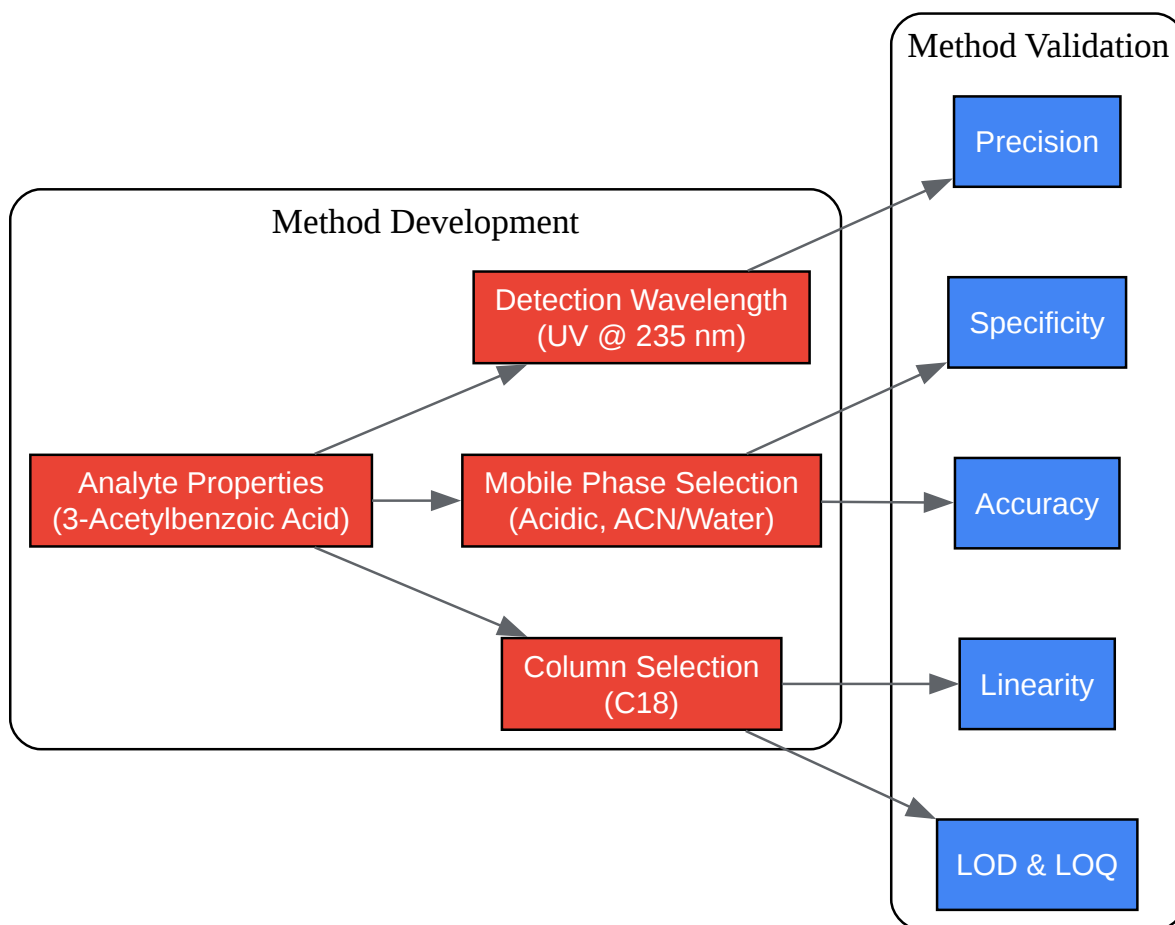 Method Validation
Precision
Method Development
Detection Wavelength
(UV @ 235 nm)
Specificity
Analyte Properties
(3-Acetylbenzoic Acid)
Mobile Phase Selection
(Acidic, ACN/Water)
Accuracy
Column Selection
(C18)
Linearity
LOD & LOQ